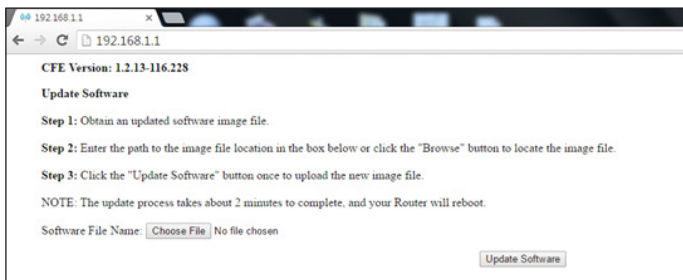 192.168.1.1
192.168.1.1
CFE Version: 1.2.13-116.228
Update Software
Step 1: Obtain an updated software image file.
Step 2: Enter the path to the image file location in the box below or click the "Browse" button to locate the image file.
Step 3: Click the "Update Software" button once to upload the new image file.
NOTE: The update process takes about 2 minutes to complete, and your Router will reboot.
Software File Name: Choose File No file chosen
Update Software